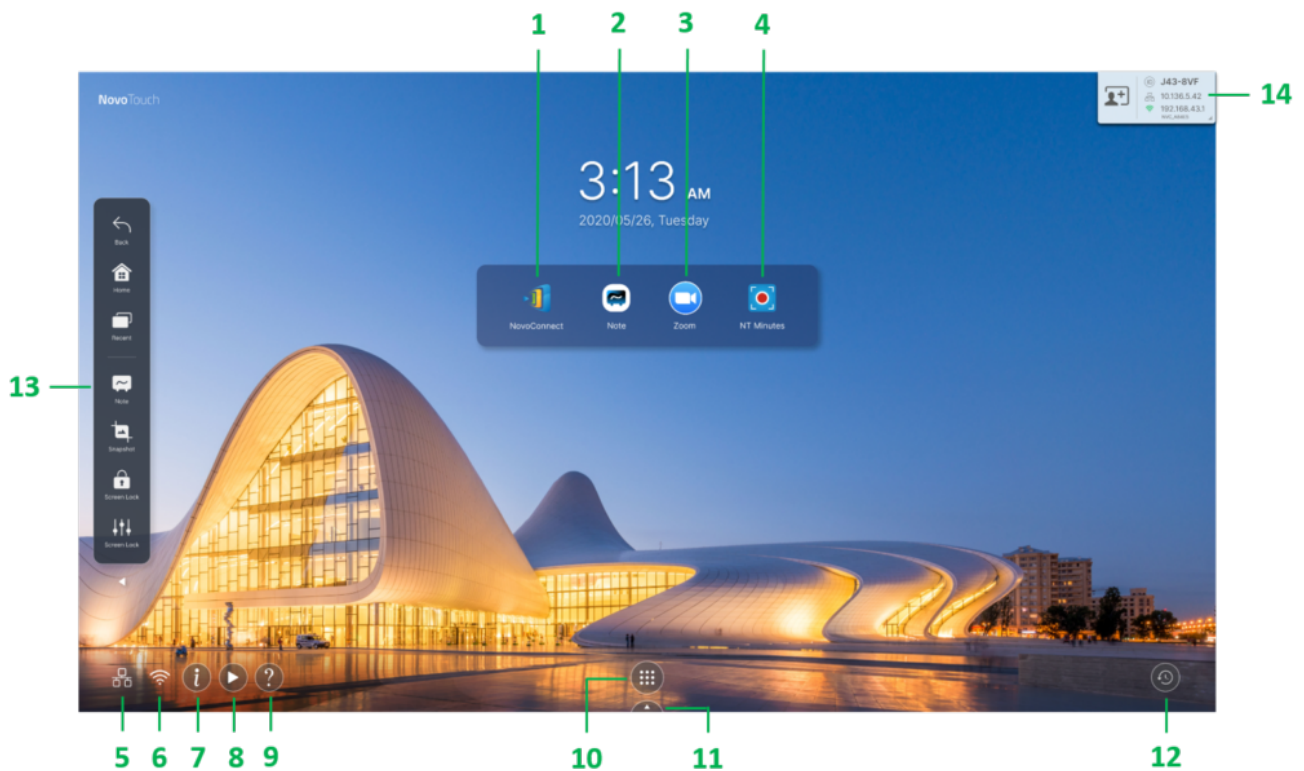 1 2 3 4
NovoTouch
J43-8VF
10.136.5.42
192.168.43.1
14
3:13 AM
2020/05/26, Tuesday
NovoConnect Note Zoom NT Minutes
Back
Home
Recent
13
Note
Snapshot
Screen Lock
Screen Lock
i ?
5 6 7 8 9 10 11 12